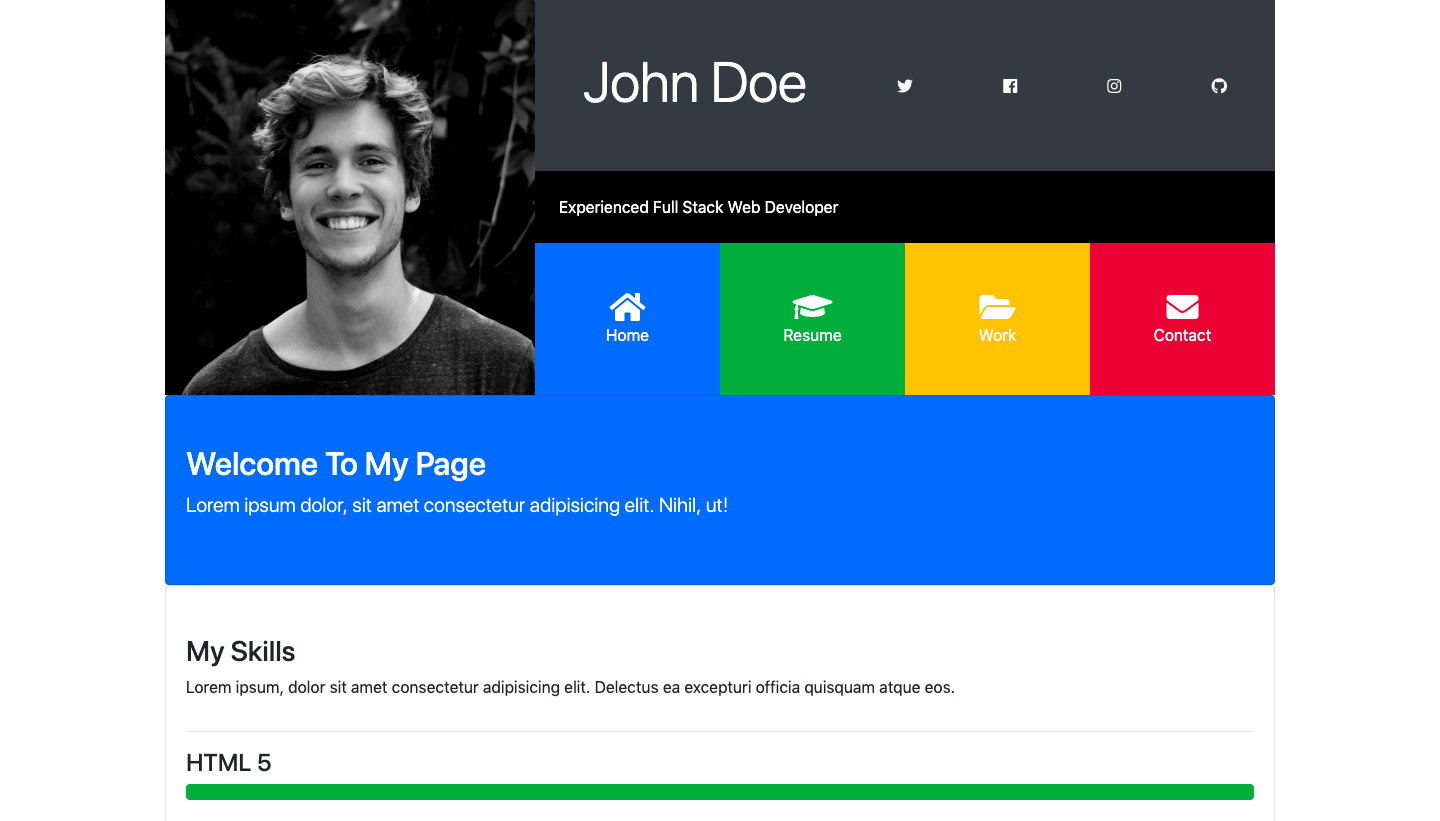 John Doe
Experienced Full Stack Web Developer
Home
Resume
Work
Contact
Welcome To My Page
Lorem ipsum dolor, sit amet consectetur adipisicing elit. Nihil, ut!
My Skills
Lorem ipsum, dolor sit amet consectetur adipisicing elit. Delectus ea excepturi officia quisquam atque eos.
HTML 5